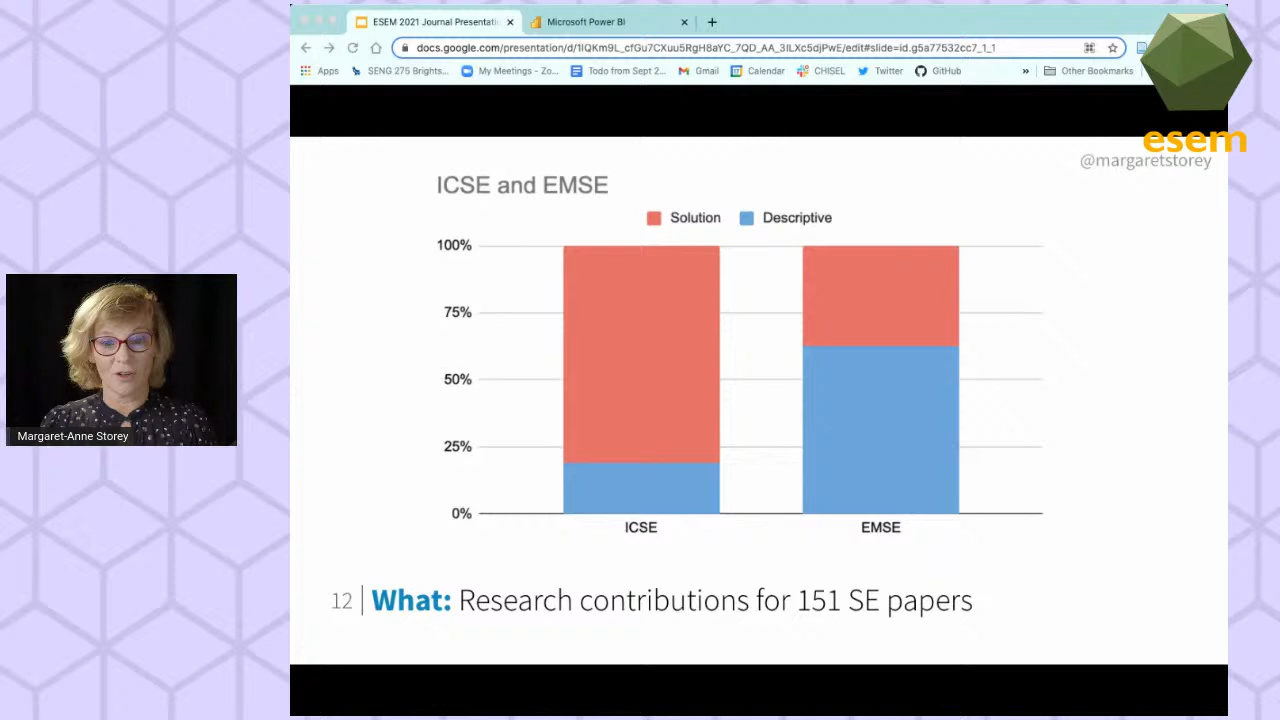 ESEM 2021 Journal Presentati
Microsoft Power BI
docs.google.com/presentation/d/1IQKm9L_cfGu7CXuu5RgH8aYC_7QD_AA_3ILXc5djPwE/edit#slide=id.g5a77532cc7_1_1
Apps SENG 275 Brights... My Meetings - Zo... Todo from Sept 2... Gmail Calendar CHISEL Twitter GitHub » Other Bookmarks
esem
@margaretstorey
ICSE and EMSE
Solution Descriptive
100%
75%
50%
25%
0%
ICSE EMSE
12 What: Research contributions for 151 SE papers
Margaret-Anne Storey